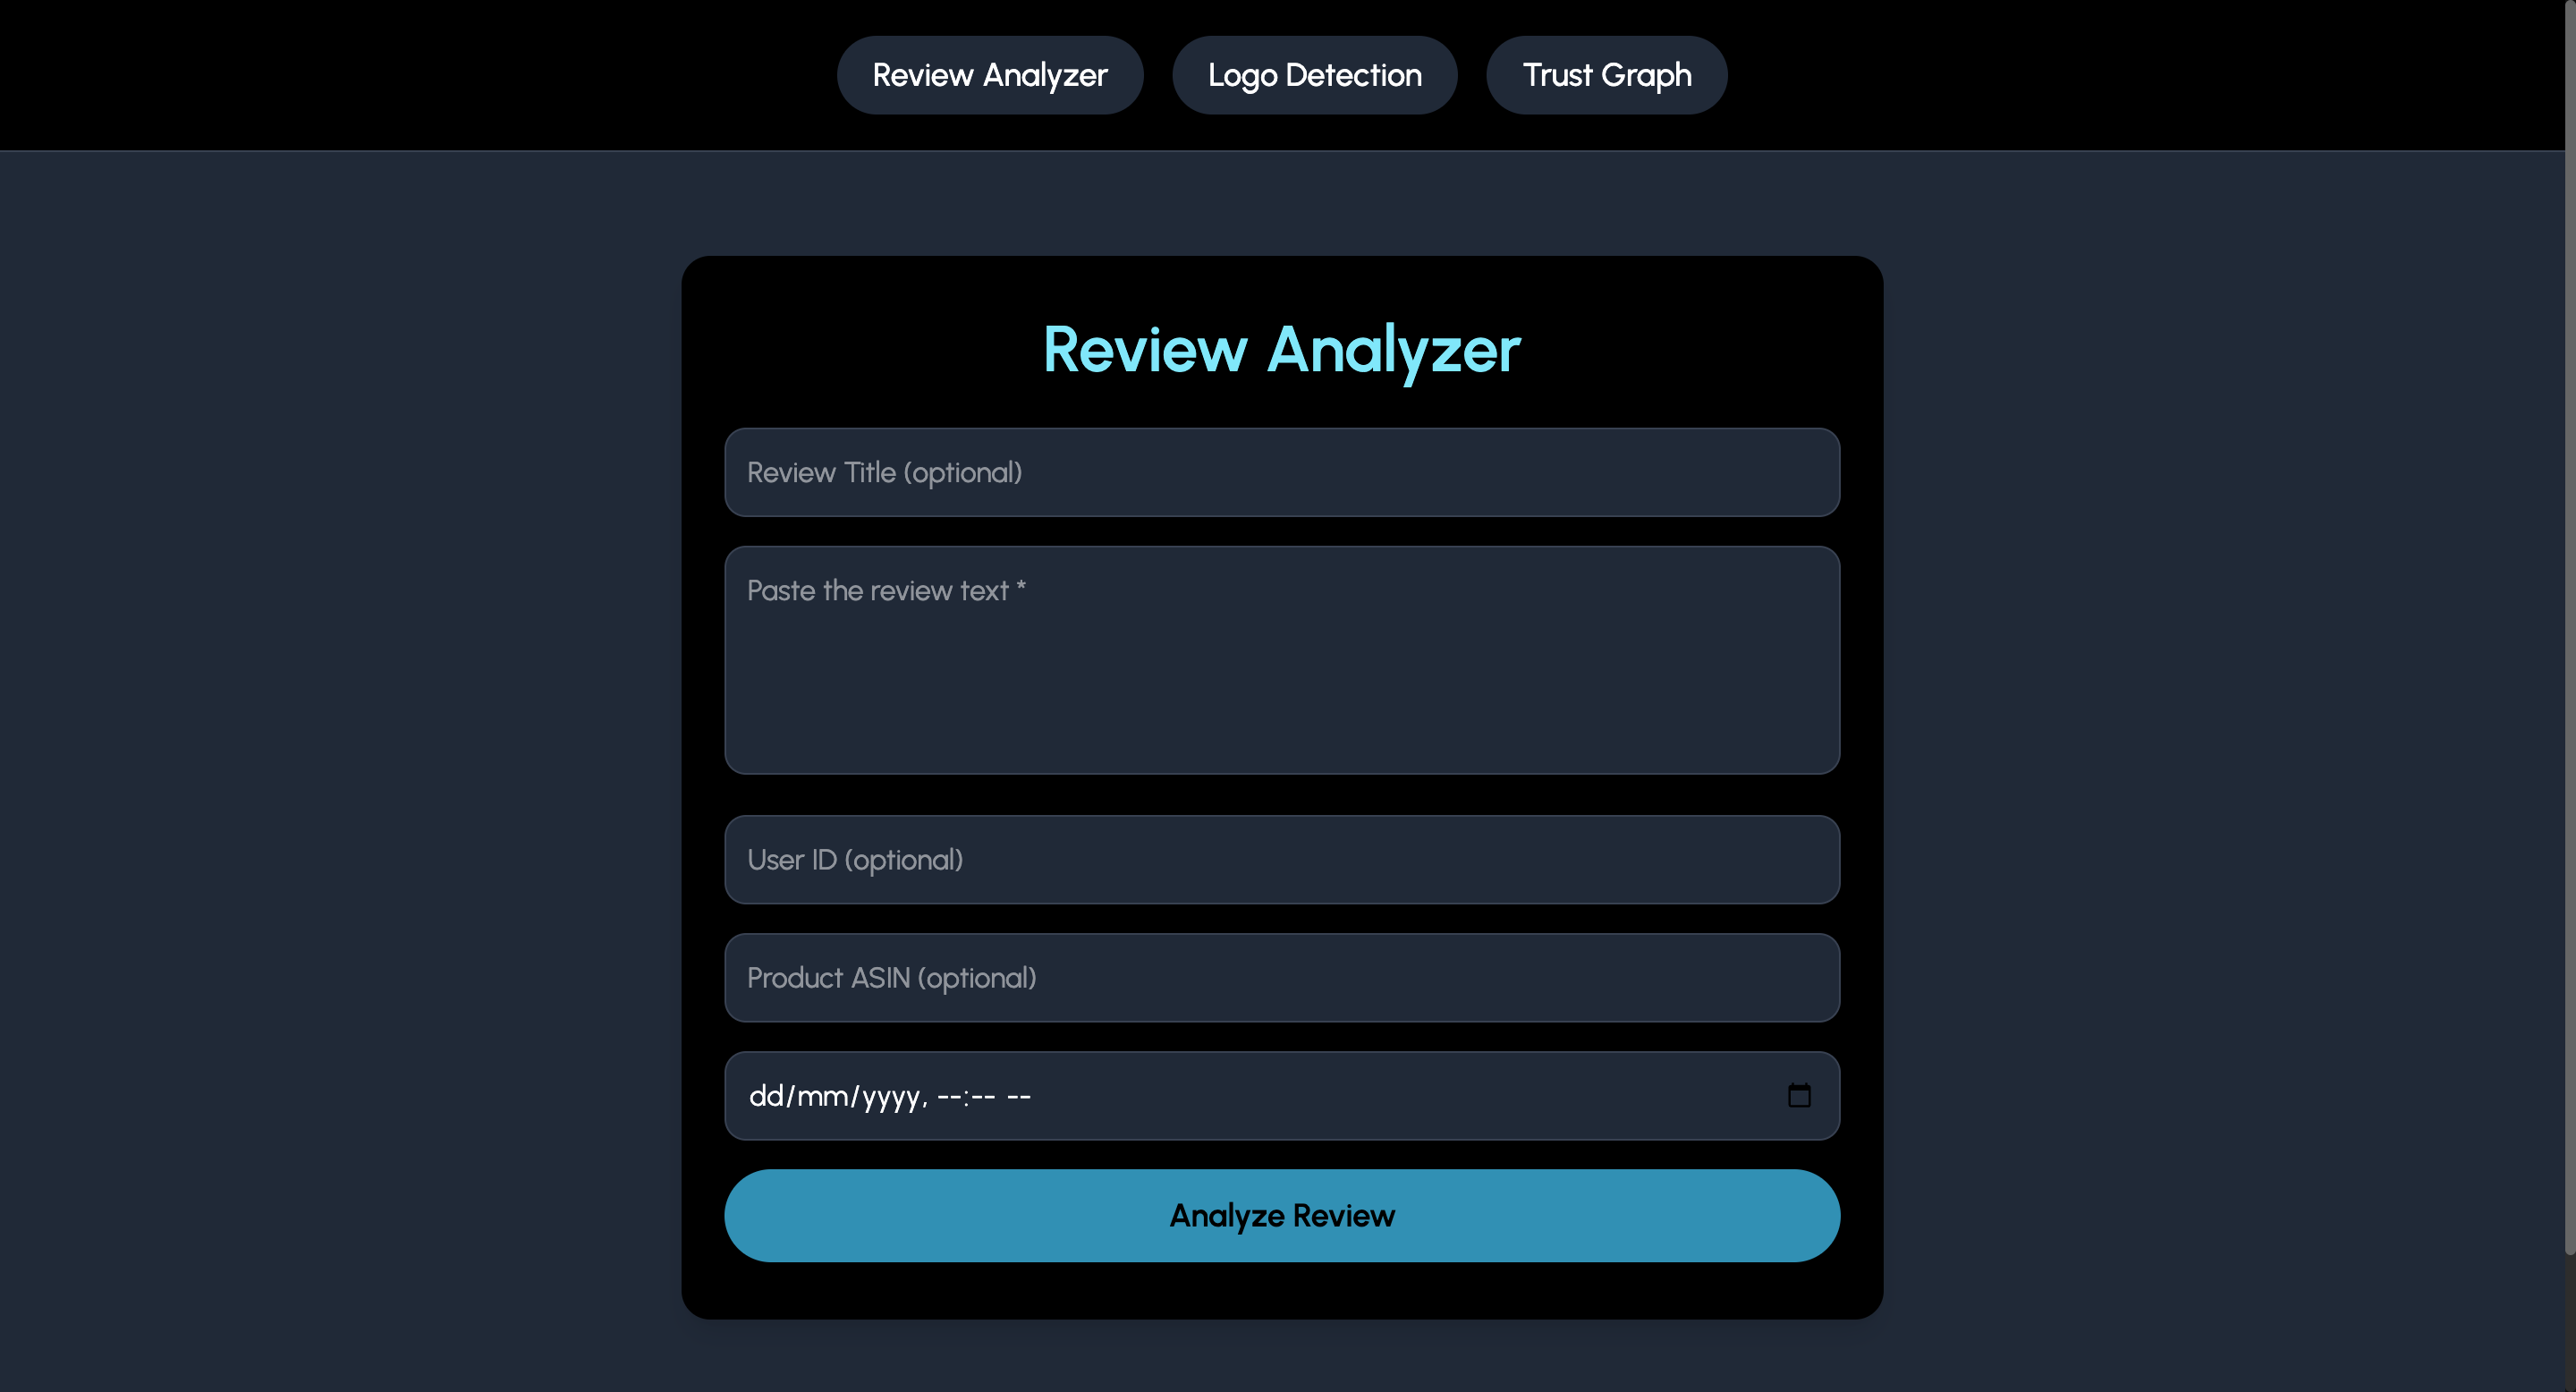 Review Analyzer Logo Detection Trust Graph
Review Analyzer
Review Title (optional)
Paste the review text *
User ID (optional)
Product ASIN (optional)
dd/mm/yyyy, --:-- --
Analyze Review